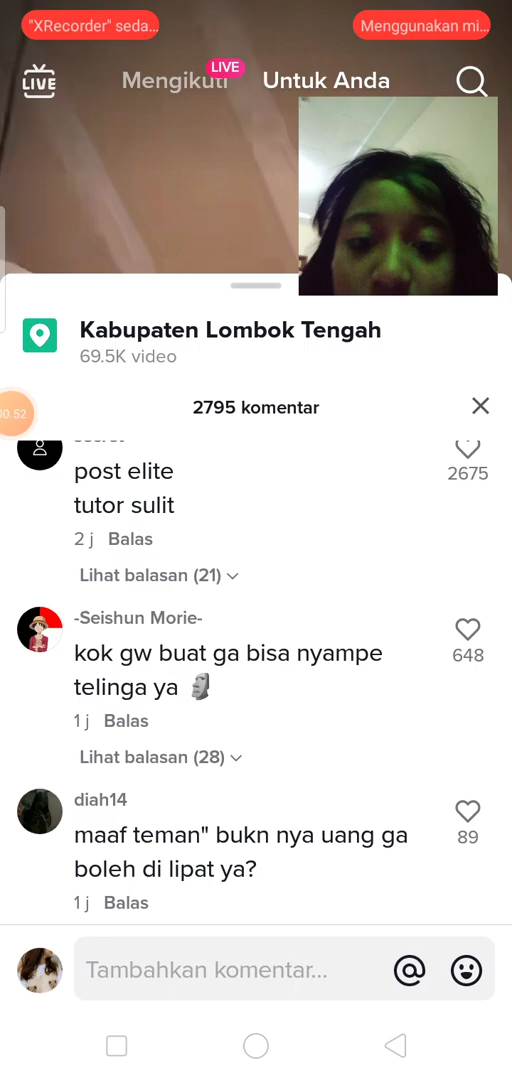 "XRecorder" seda...
Menggunakan mi...
LIVE
Mengikuti
LIVE
Untuk Anda
Kabupaten Lombok Tengah
69.5K video
00.52
2795 komentar
post elite
2675
tutor sulit
2 j Balas
Lihat balasan (21)
-Seishun Morie-
kok gw buat ga bisa nyampe
648
telinga ya 🗿
1 j Balas
Lihat balasan (28)
diah14
maaf teman" bukn nya uang ga
89
boleh di lipat ya?
1 j Balas
Tambahkan komentar...